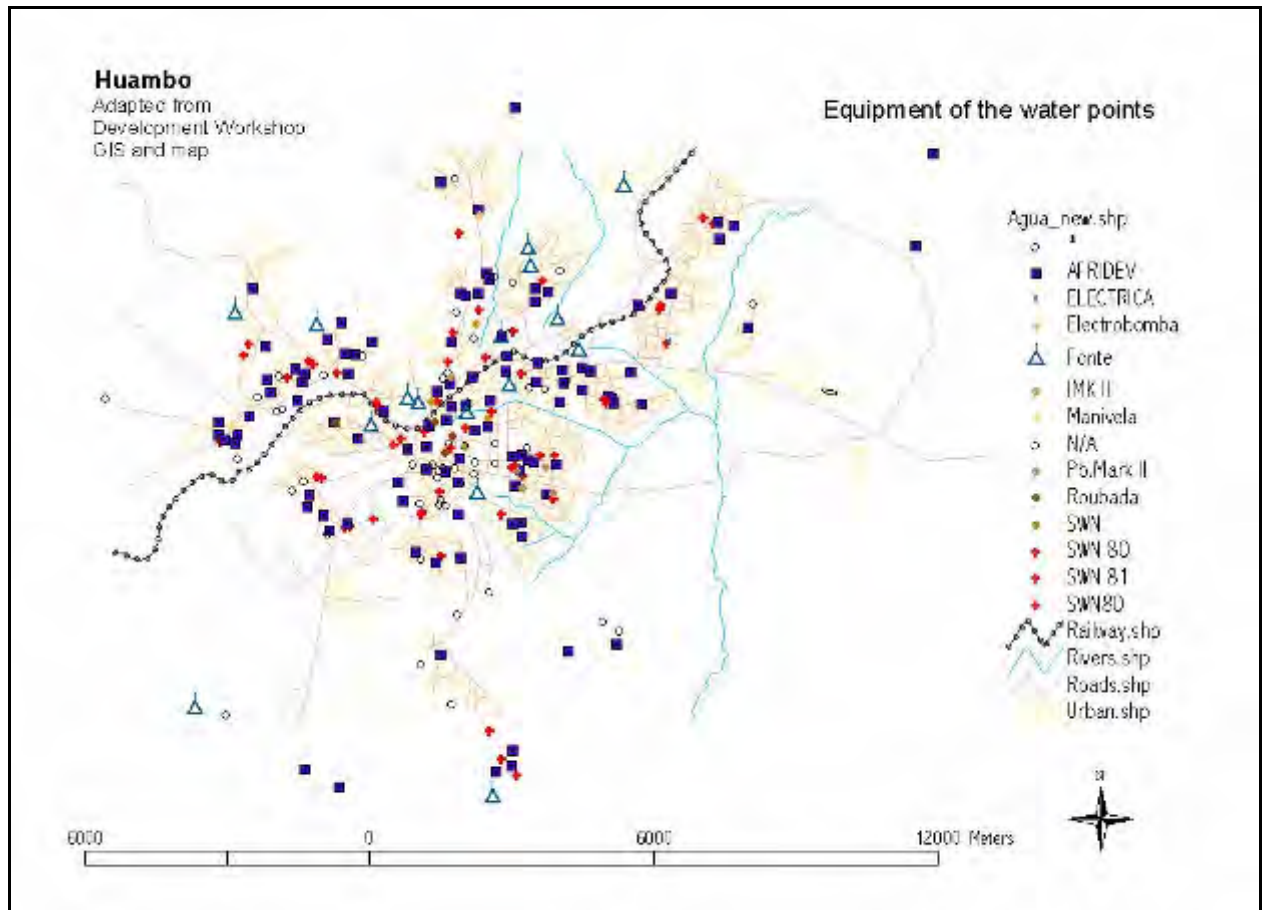 Huambo
Adapted from
Development Workshop
GIS and map
Equipment of the water points
Agua_new.shp
AFRIDEV
ELECTRICA
Electrobomba
Fonte
IMK II
Manivela
N/A
Pb.Mark II
Roubada
SWN
SWN 80
SWN 81
SWN80
Railway.shp
Rivers.shp
Roads.shp
Urban.shp
6000 0 6000 12000 Meters